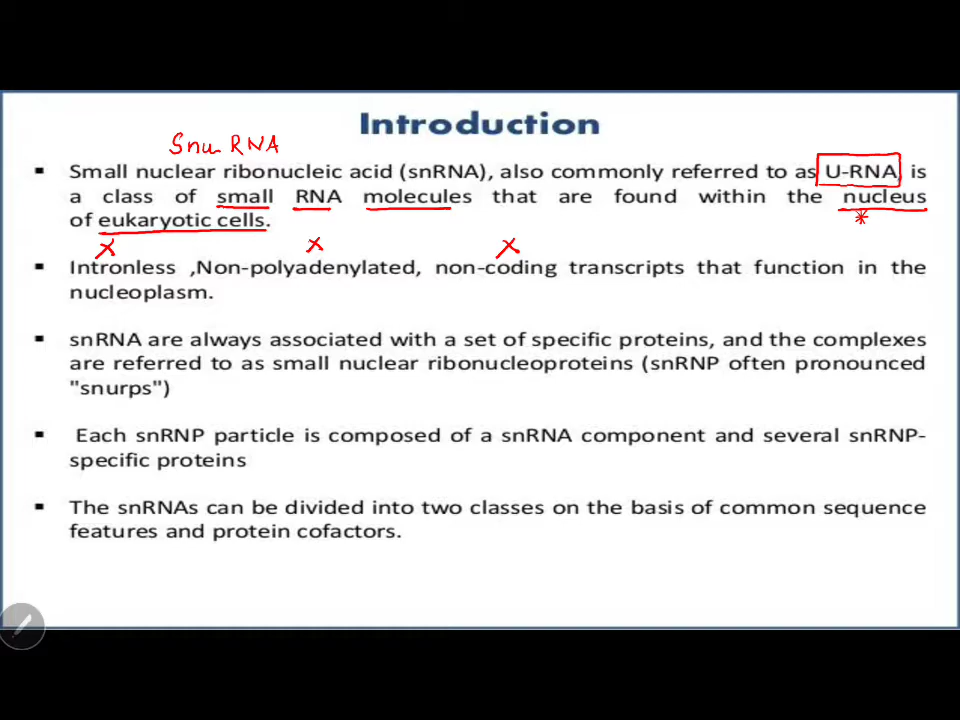 Introduction
Snu RNA
▪ Small nuclear ribonucleic acid (snRNA), also commonly referred to as U-RNA, is
a class of small RNA molecules that are found within the nucleus
of eukaryotic cells.
▪ Intronless ,Non-polyadenylated, non-coding transcripts that function in the
nucleoplasm.
▪ snRNA are always associated with a set of specific proteins, and the complexes
are referred to as small nuclear ribonucleoproteins (snRNP often pronounced
"snurps")
▪ Each snRNP particle is composed of a snRNA component and several snRNP-
specific proteins
▪ The snRNAs can be divided into two classes on the basis of common sequence
features and protein cofactors.